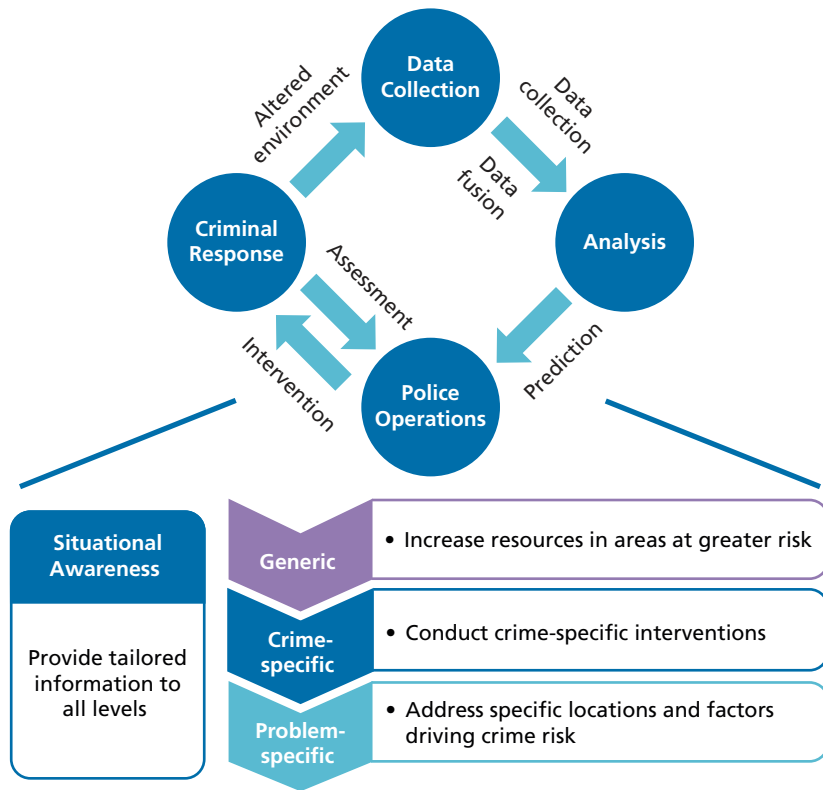 Data
Collection
Altered
environment
Data
collection
Data
fusion
Criminal
Response
Analysis
Assessment
Intervention
Prediction
Police
Operations
Situational
Awareness
Provide tailored
information to
all levels
Generic
• Increase resources in areas at greater risk
Crime-
specific
• Conduct crime-specific interventions
Problem-
specific
• Address specific locations and factors
driving crime risk